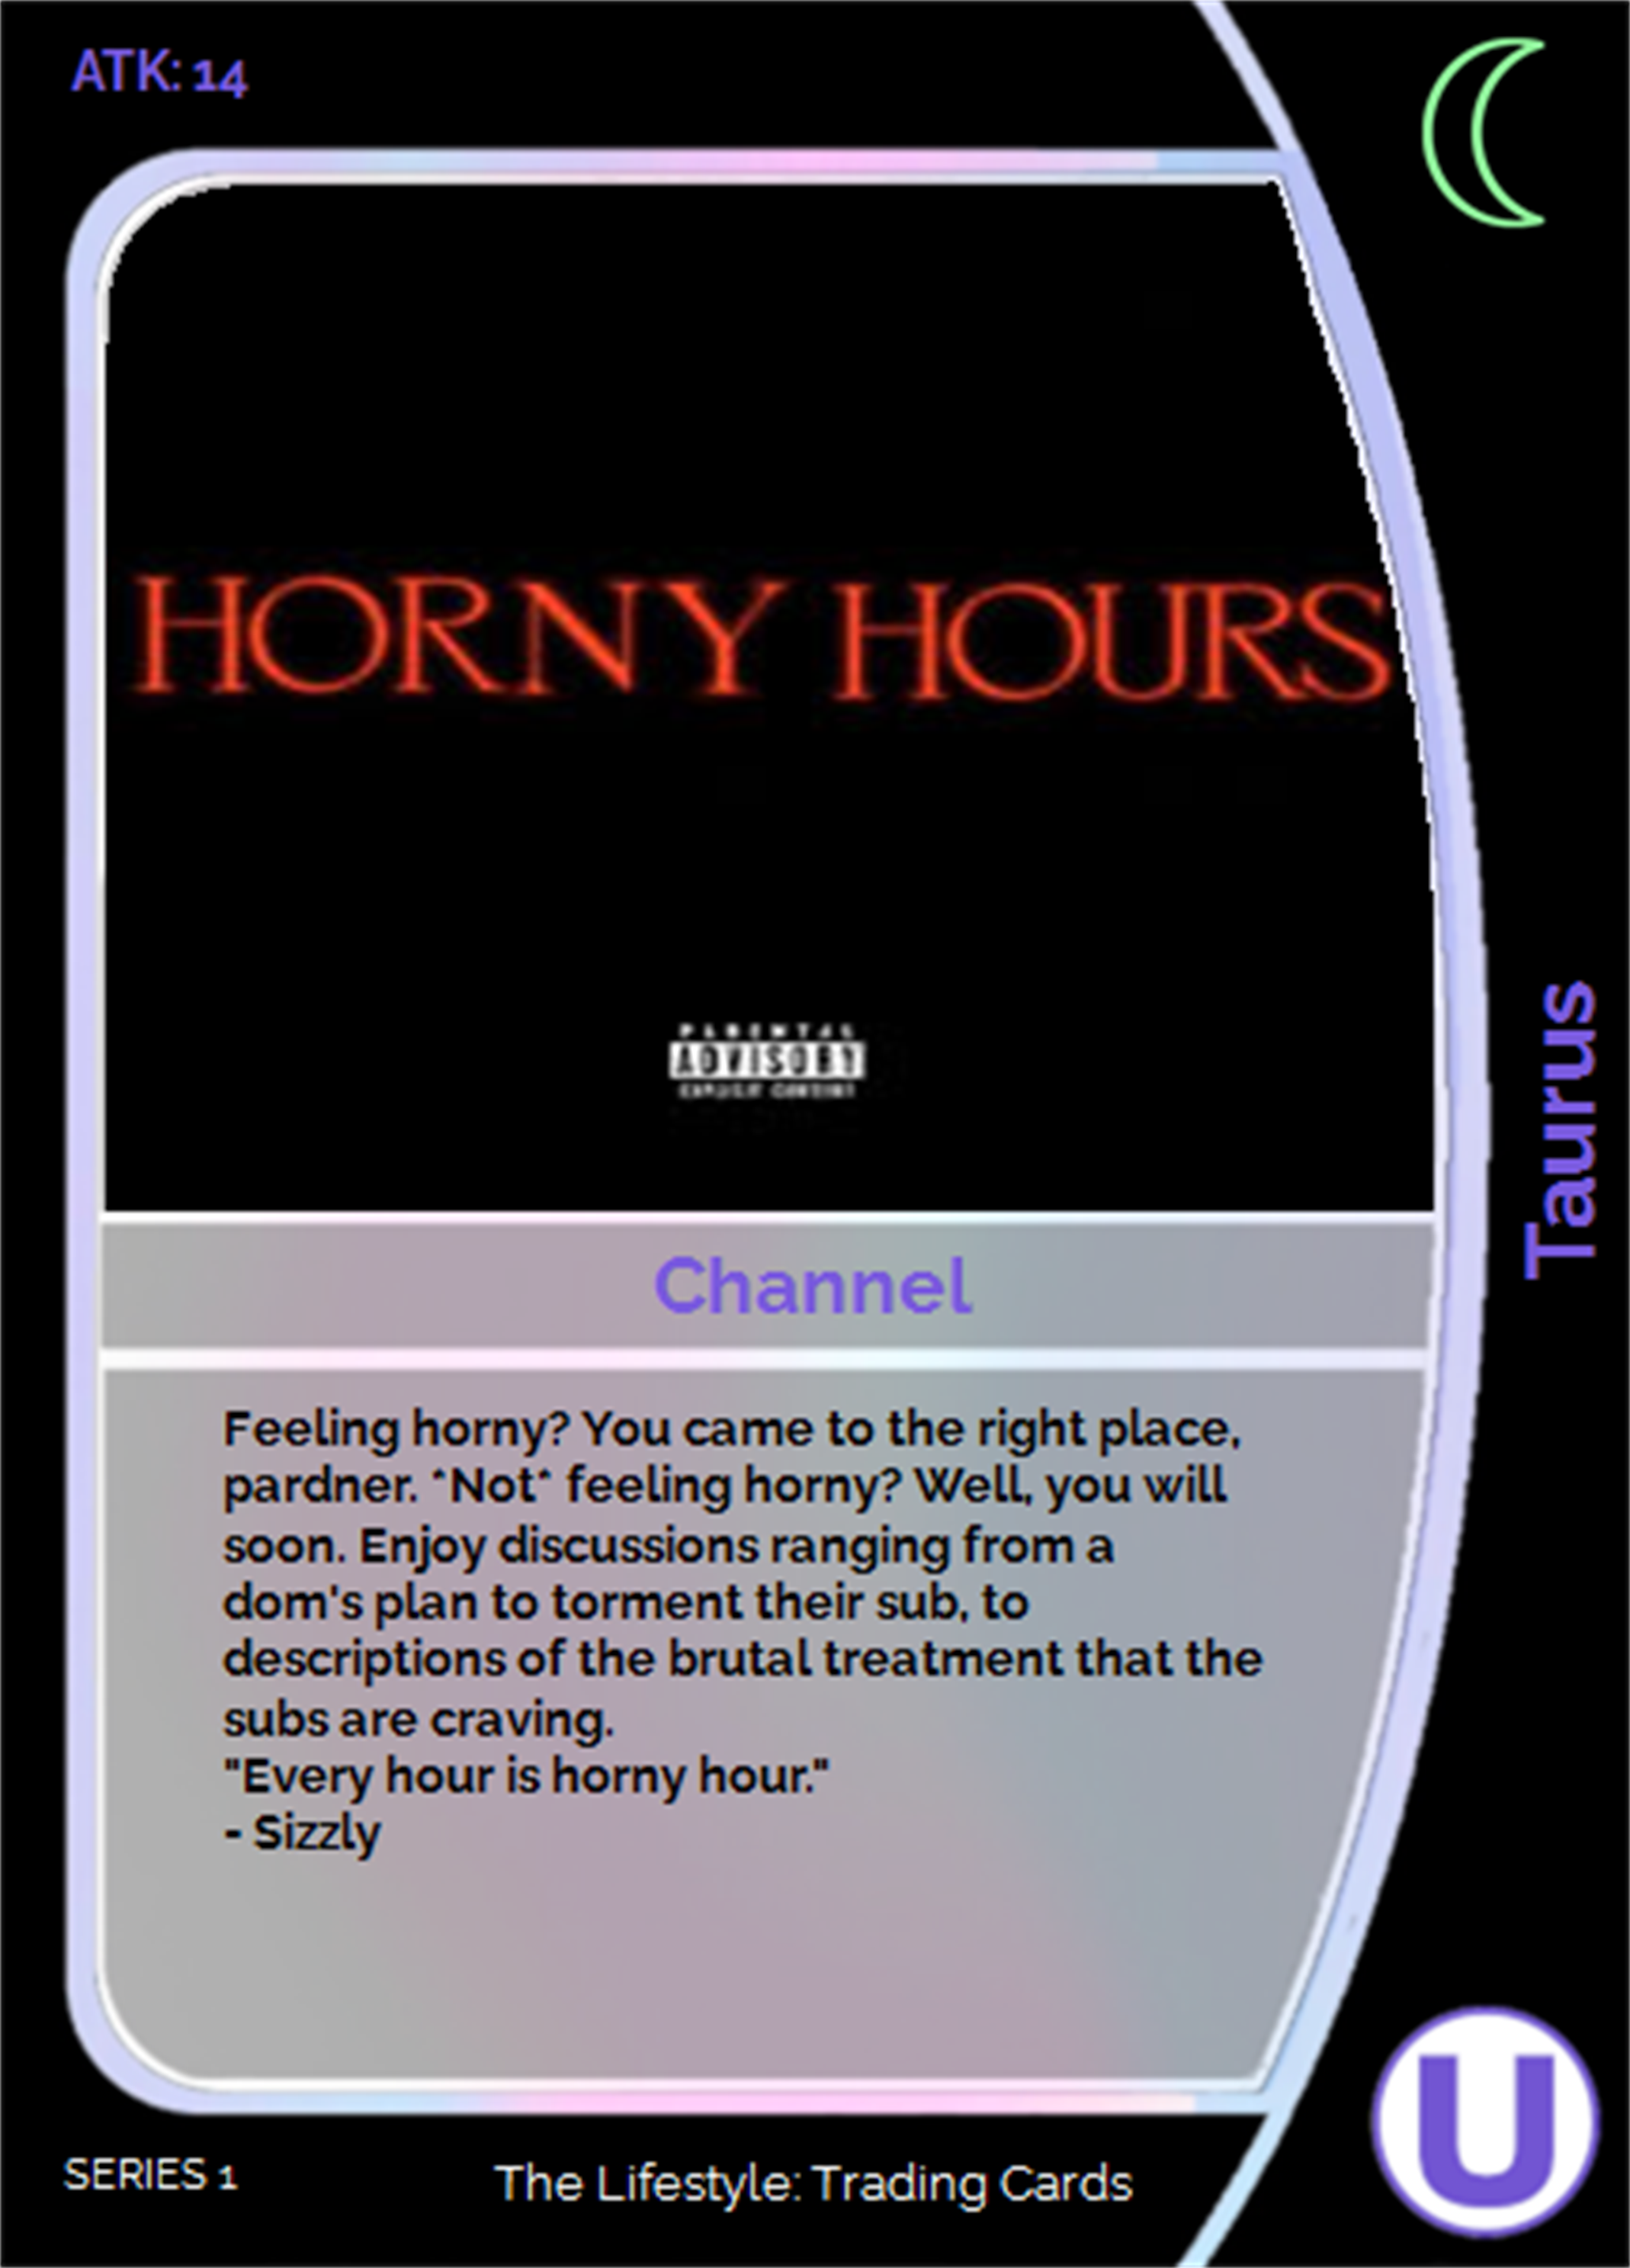 ATK: 14
HORNY HOURS
PARENTAL
ADVISORY
EXPLICIT CONTENT
Taurus
Channel
Feeling horny? You came to the right place,
pardner. *Not* feeling horny? Well, you will
soon. Enjoy discussions ranging from a
dom's plan to torment their sub, to
descriptions of the brutal treatment that the
subs are craving.
"Every hour is horny hour."
- Sizzly
U
SERIES 1
The Lifestyle: Trading Cards